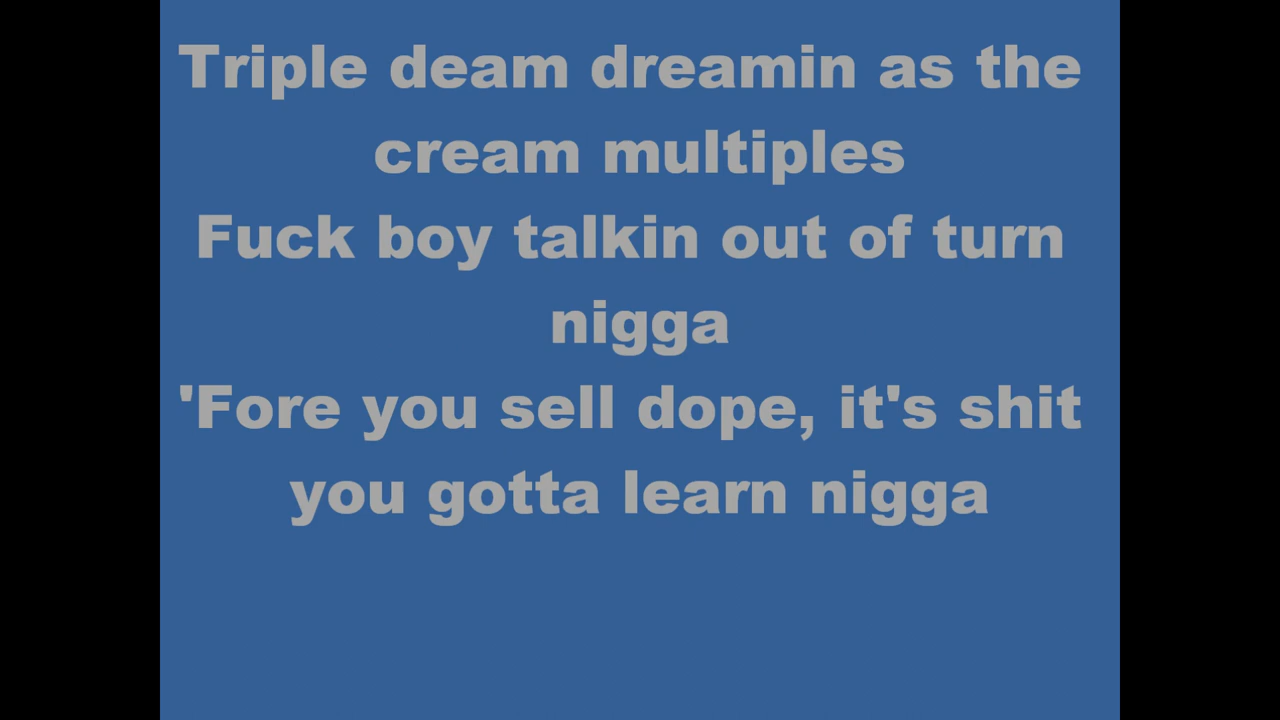 Triple deam dreamin as the
cream multiples
Fuck boy talkin out of turn
nigga
'Fore you sell dope, it's shit
you gotta learn nigga